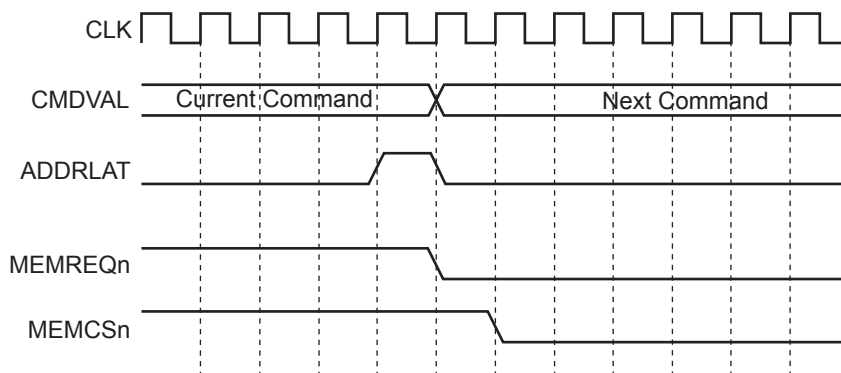 CLK
CMDVAL Current Command Next Command
ADDRLAT
MEMREQn
MEMCSn